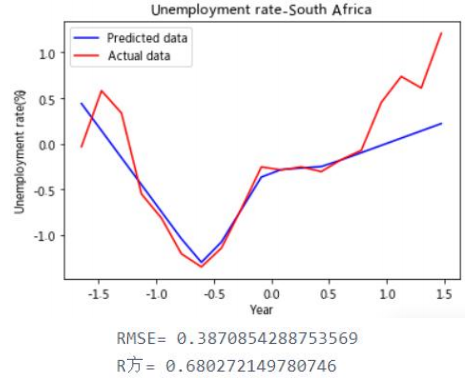 Unemployment rate-South Africa
Predicted data
Actual data
Unemployment rate(%)
1.0
0.5
0.0
-0.5
-1.0
-1.5
-1.0
-0.5
0.0
0.5
1.0
1.5
Year
RMSE= 0.3870854288753569
R方= 0.680272149780746